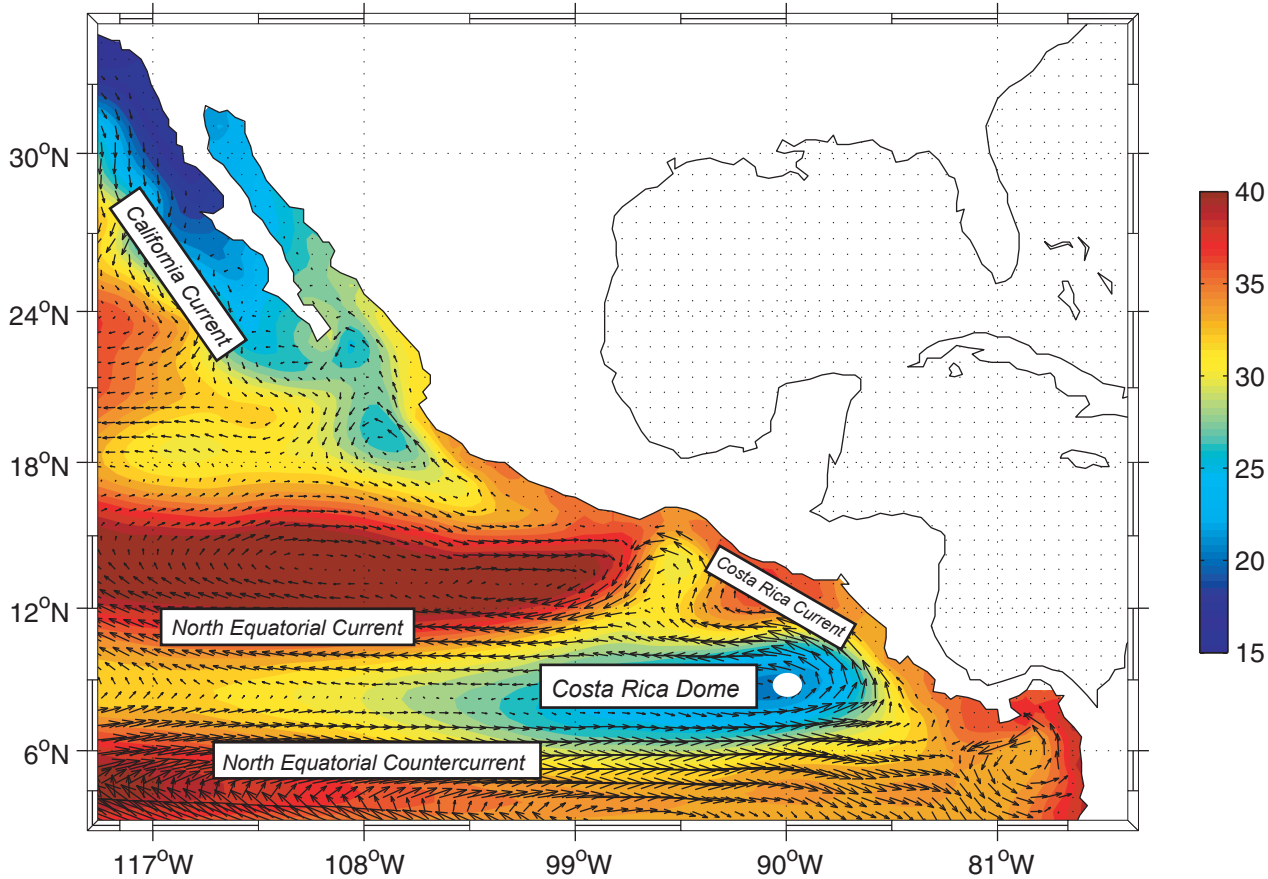 30°N
24°N
18°N
12°N
6°N
117°W
108°W
99°W
90°W
81°W
California Current
Costa Rica Current
North Equatorial Current
Costa Rica Dome
North Equatorial Countercurrent
40
35
30
25
20
15